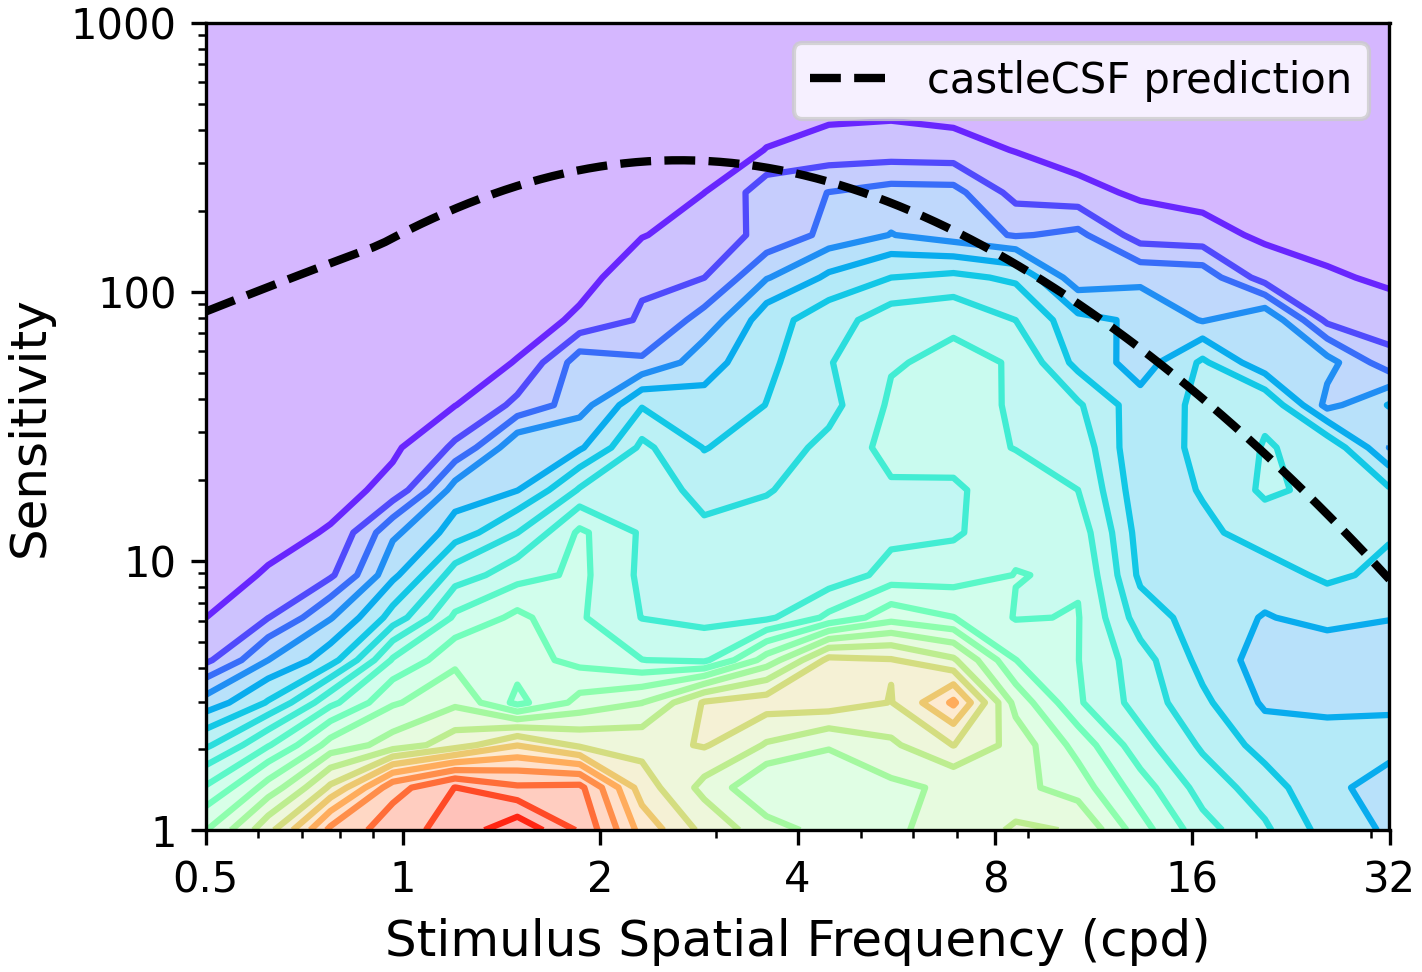 1000
castleCSF prediction
100
Sensitivity
10
1
0.5 1 2 4 8 16 32
Stimulus Spatial Frequency (cpd)